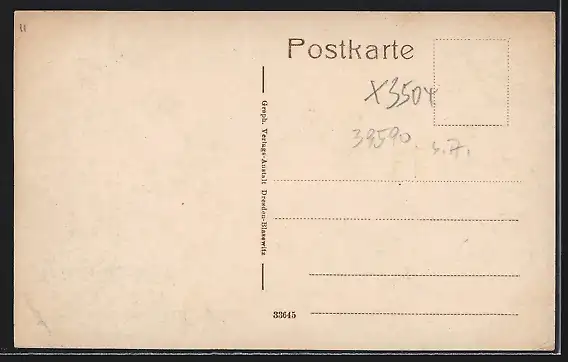 Postkarte
X3504
39590. s.A.
Graph. Verlags-Anstalt Dresden-Blasewitz
33645